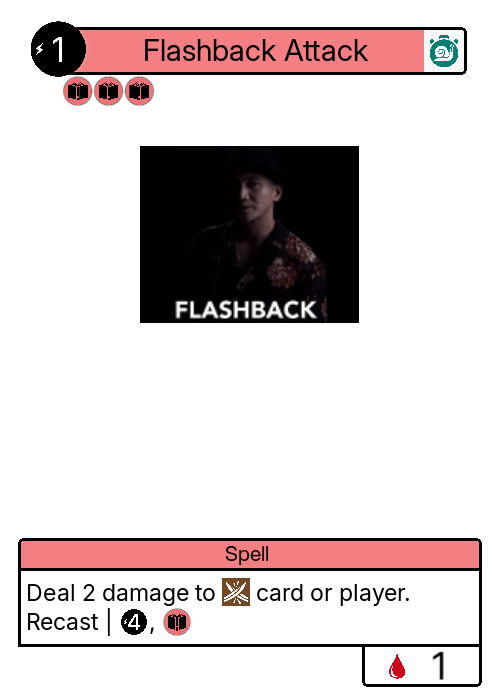 1 Flashback Attack
FLASHBACK
Spell
Deal 2 damage to card or player.
Recast | 4,
1